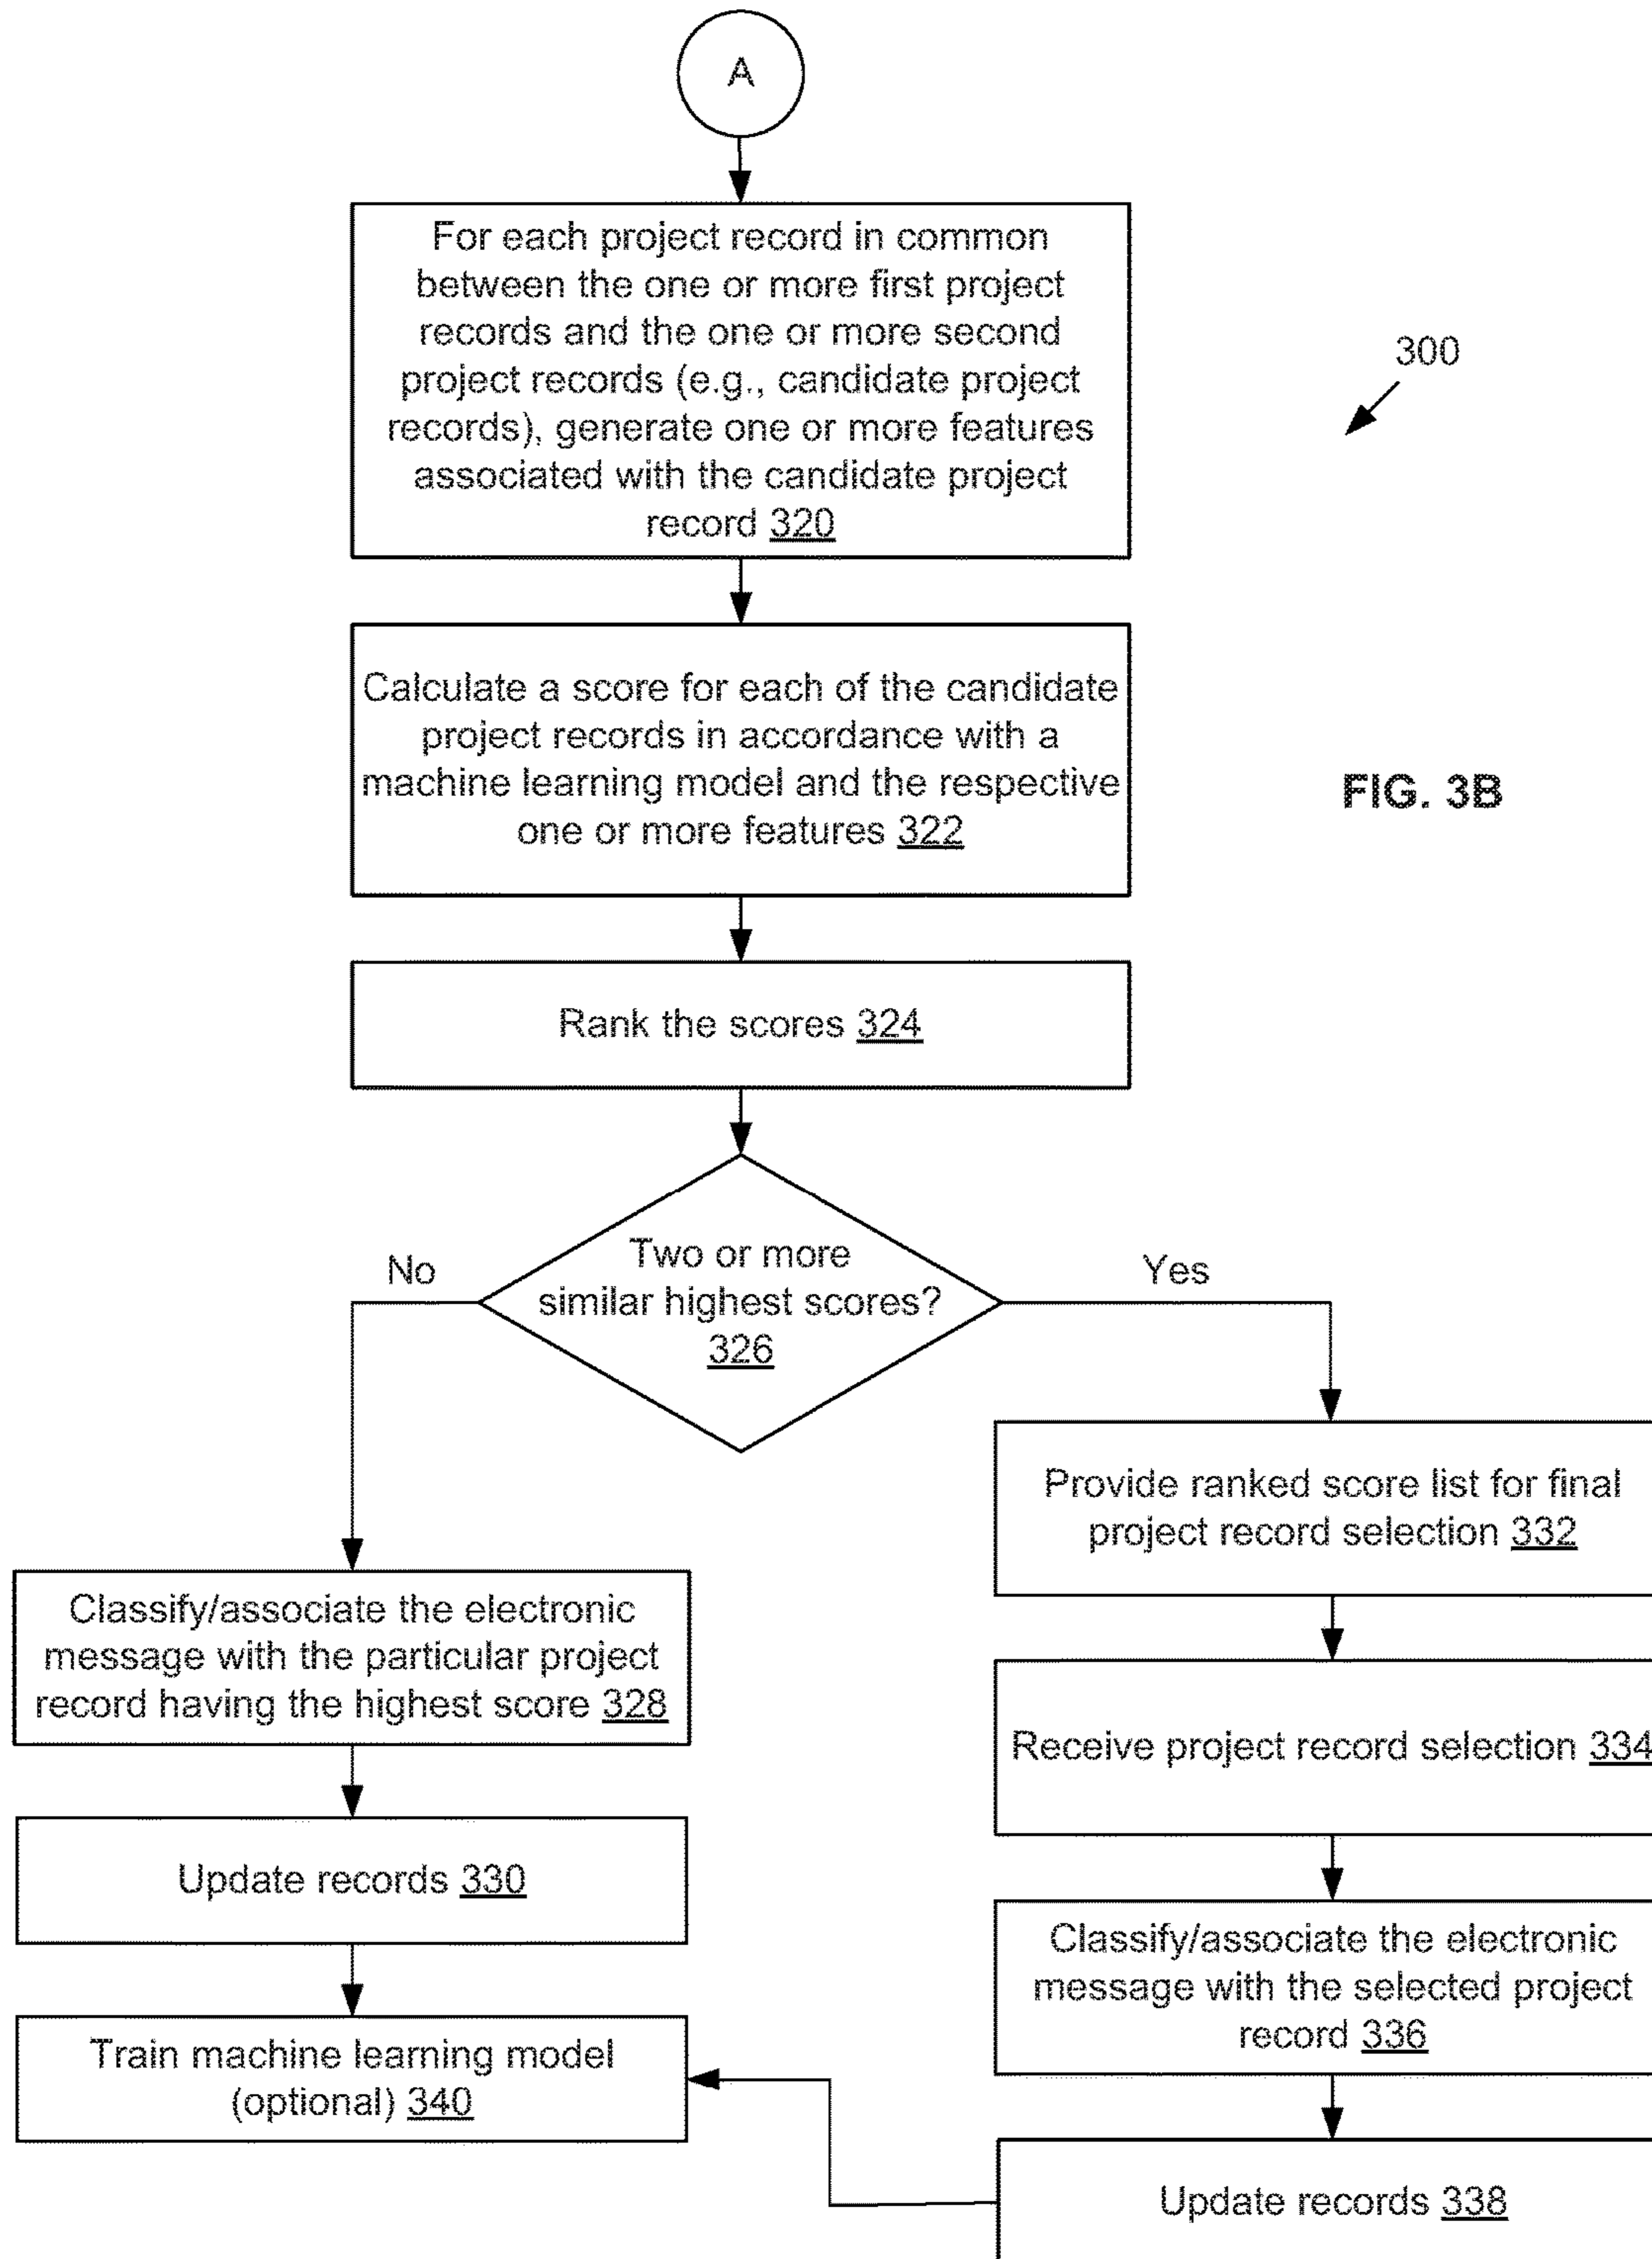 A
For each project record in common
between the one or more first project
records and the one or more second
project records (e.g., candidate project
records), generate one or more features
associated with the candidate project
record 320
300
Calculate a score for each of the candidate
project records in accordance with a
machine learning model and the respective
one or more features 322
FIG. 3B
Rank the scores 324
Two or more
similar highest scores?
326
No
Yes
Provide ranked score list for final
project record selection 332
Classify/associate the electronic
message with the particular project
record having the highest score 328
Receive project record selection 334
Update records 330
Classify/associate the electronic
message with the selected project
record 336
Train machine learning model
(optional) 340
Update records 338